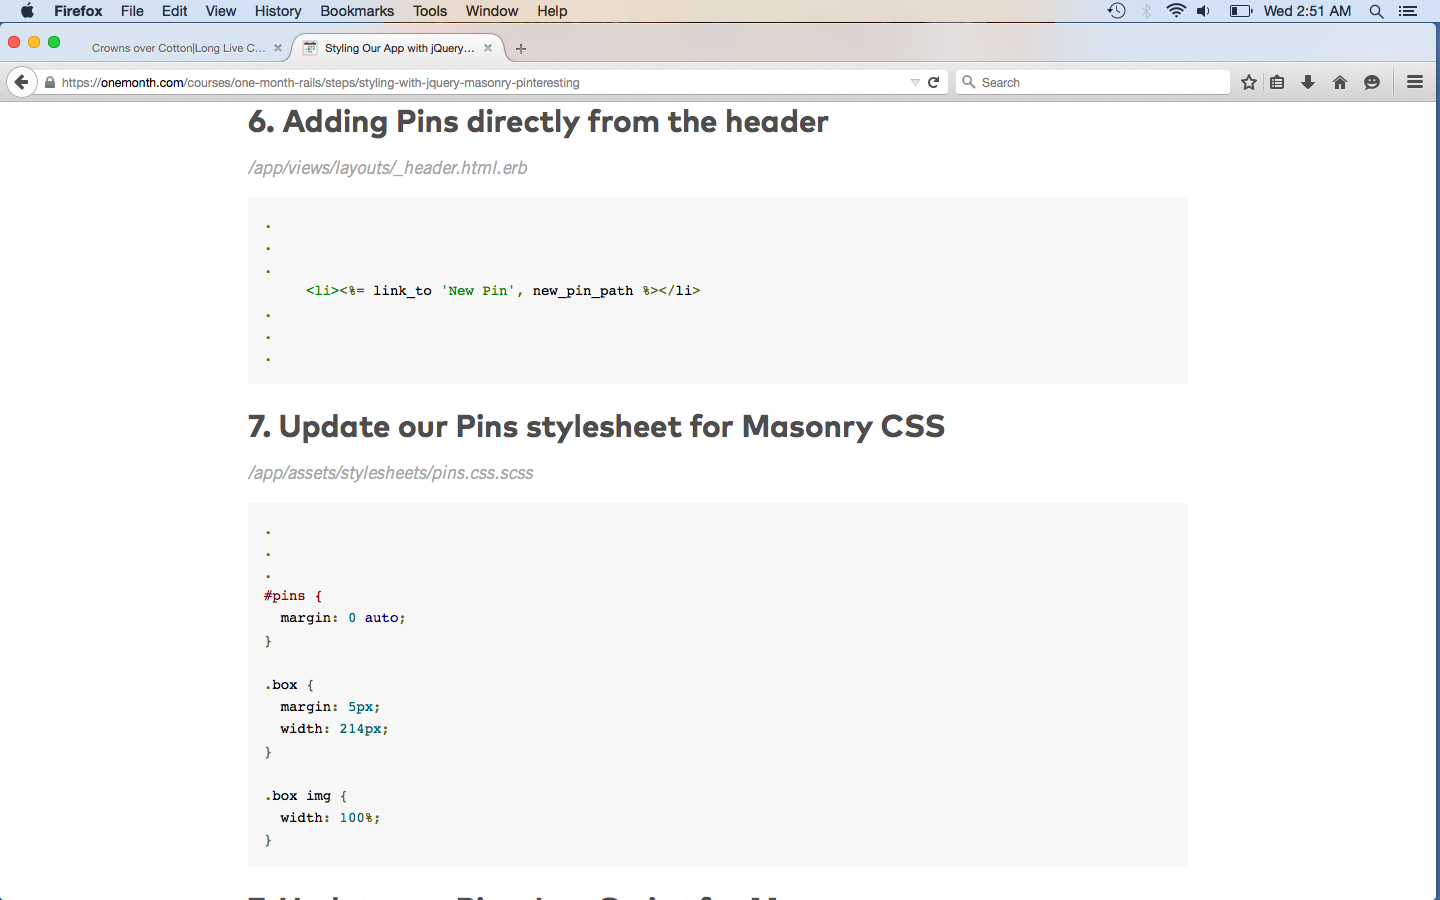 Firefox File Edit View History Bookmarks Tools Window Help Wed 2:51 AM
Crowns over Cotton|Long Live C... Styling Our App with jQuery...
https://onemonth.com/courses/one-month-rails/steps/styling-with-jquery-masonry-pinteresting Search
6. Adding Pins directly from the header
/app/views/layouts/_header.html.erb
.
.
.
<li><%= link_to 'New Pin', new_pin_path %></li>
.
.
.
7. Update our Pins stylesheet for Masonry CSS
/app/assets/stylesheets/pins.css.scss
.
.
.
#pins {
margin: 0 auto;
}
.box {
margin: 5px;
width: 214px;
}
.box img {
width: 100%;
}